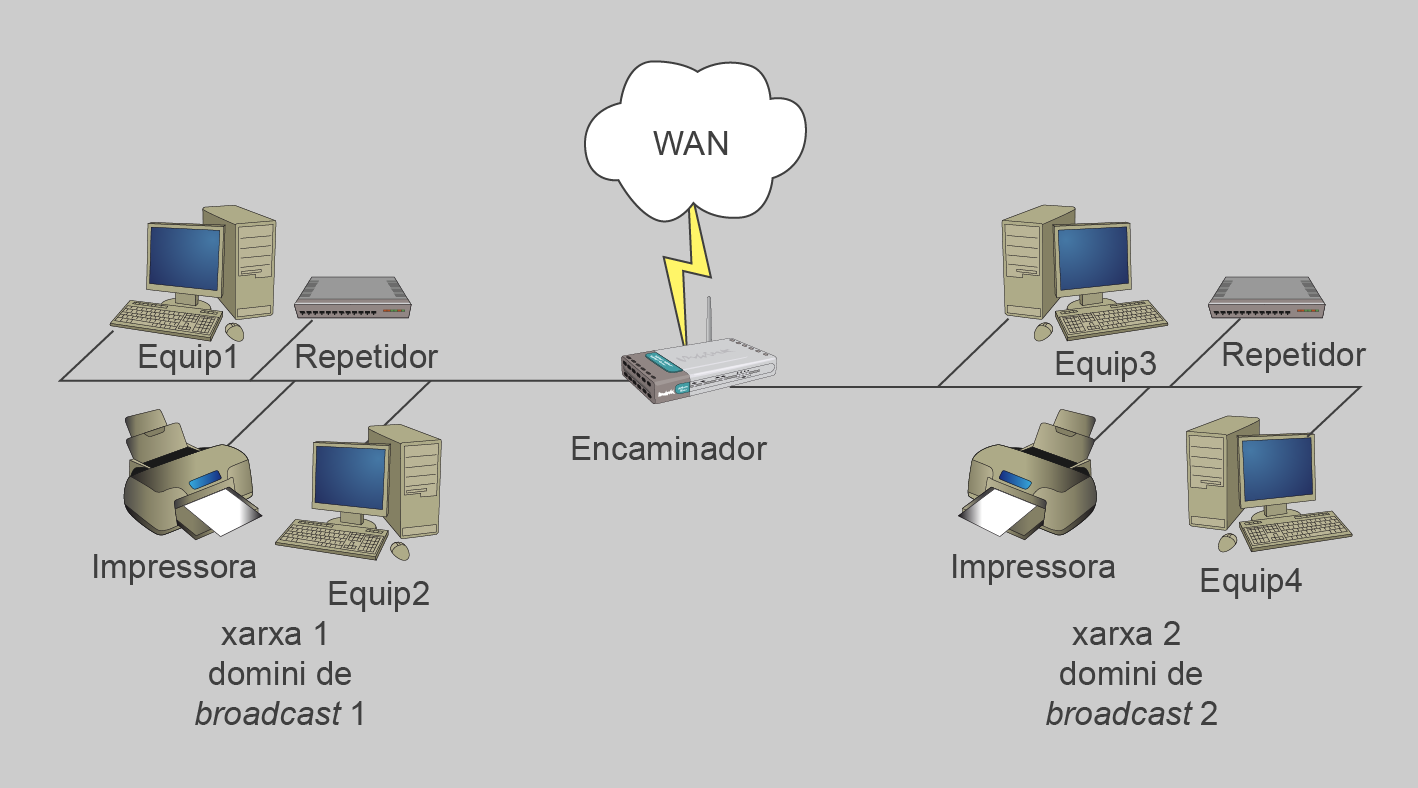 WAN
Equip1
Repetidor
Equip3
Repetidor
Encaminador
Impressora
Equip2
Impressora
Equip4
xarxa 1
domini de
broadcast 1
xarxa 2
domini de
broadcast 2